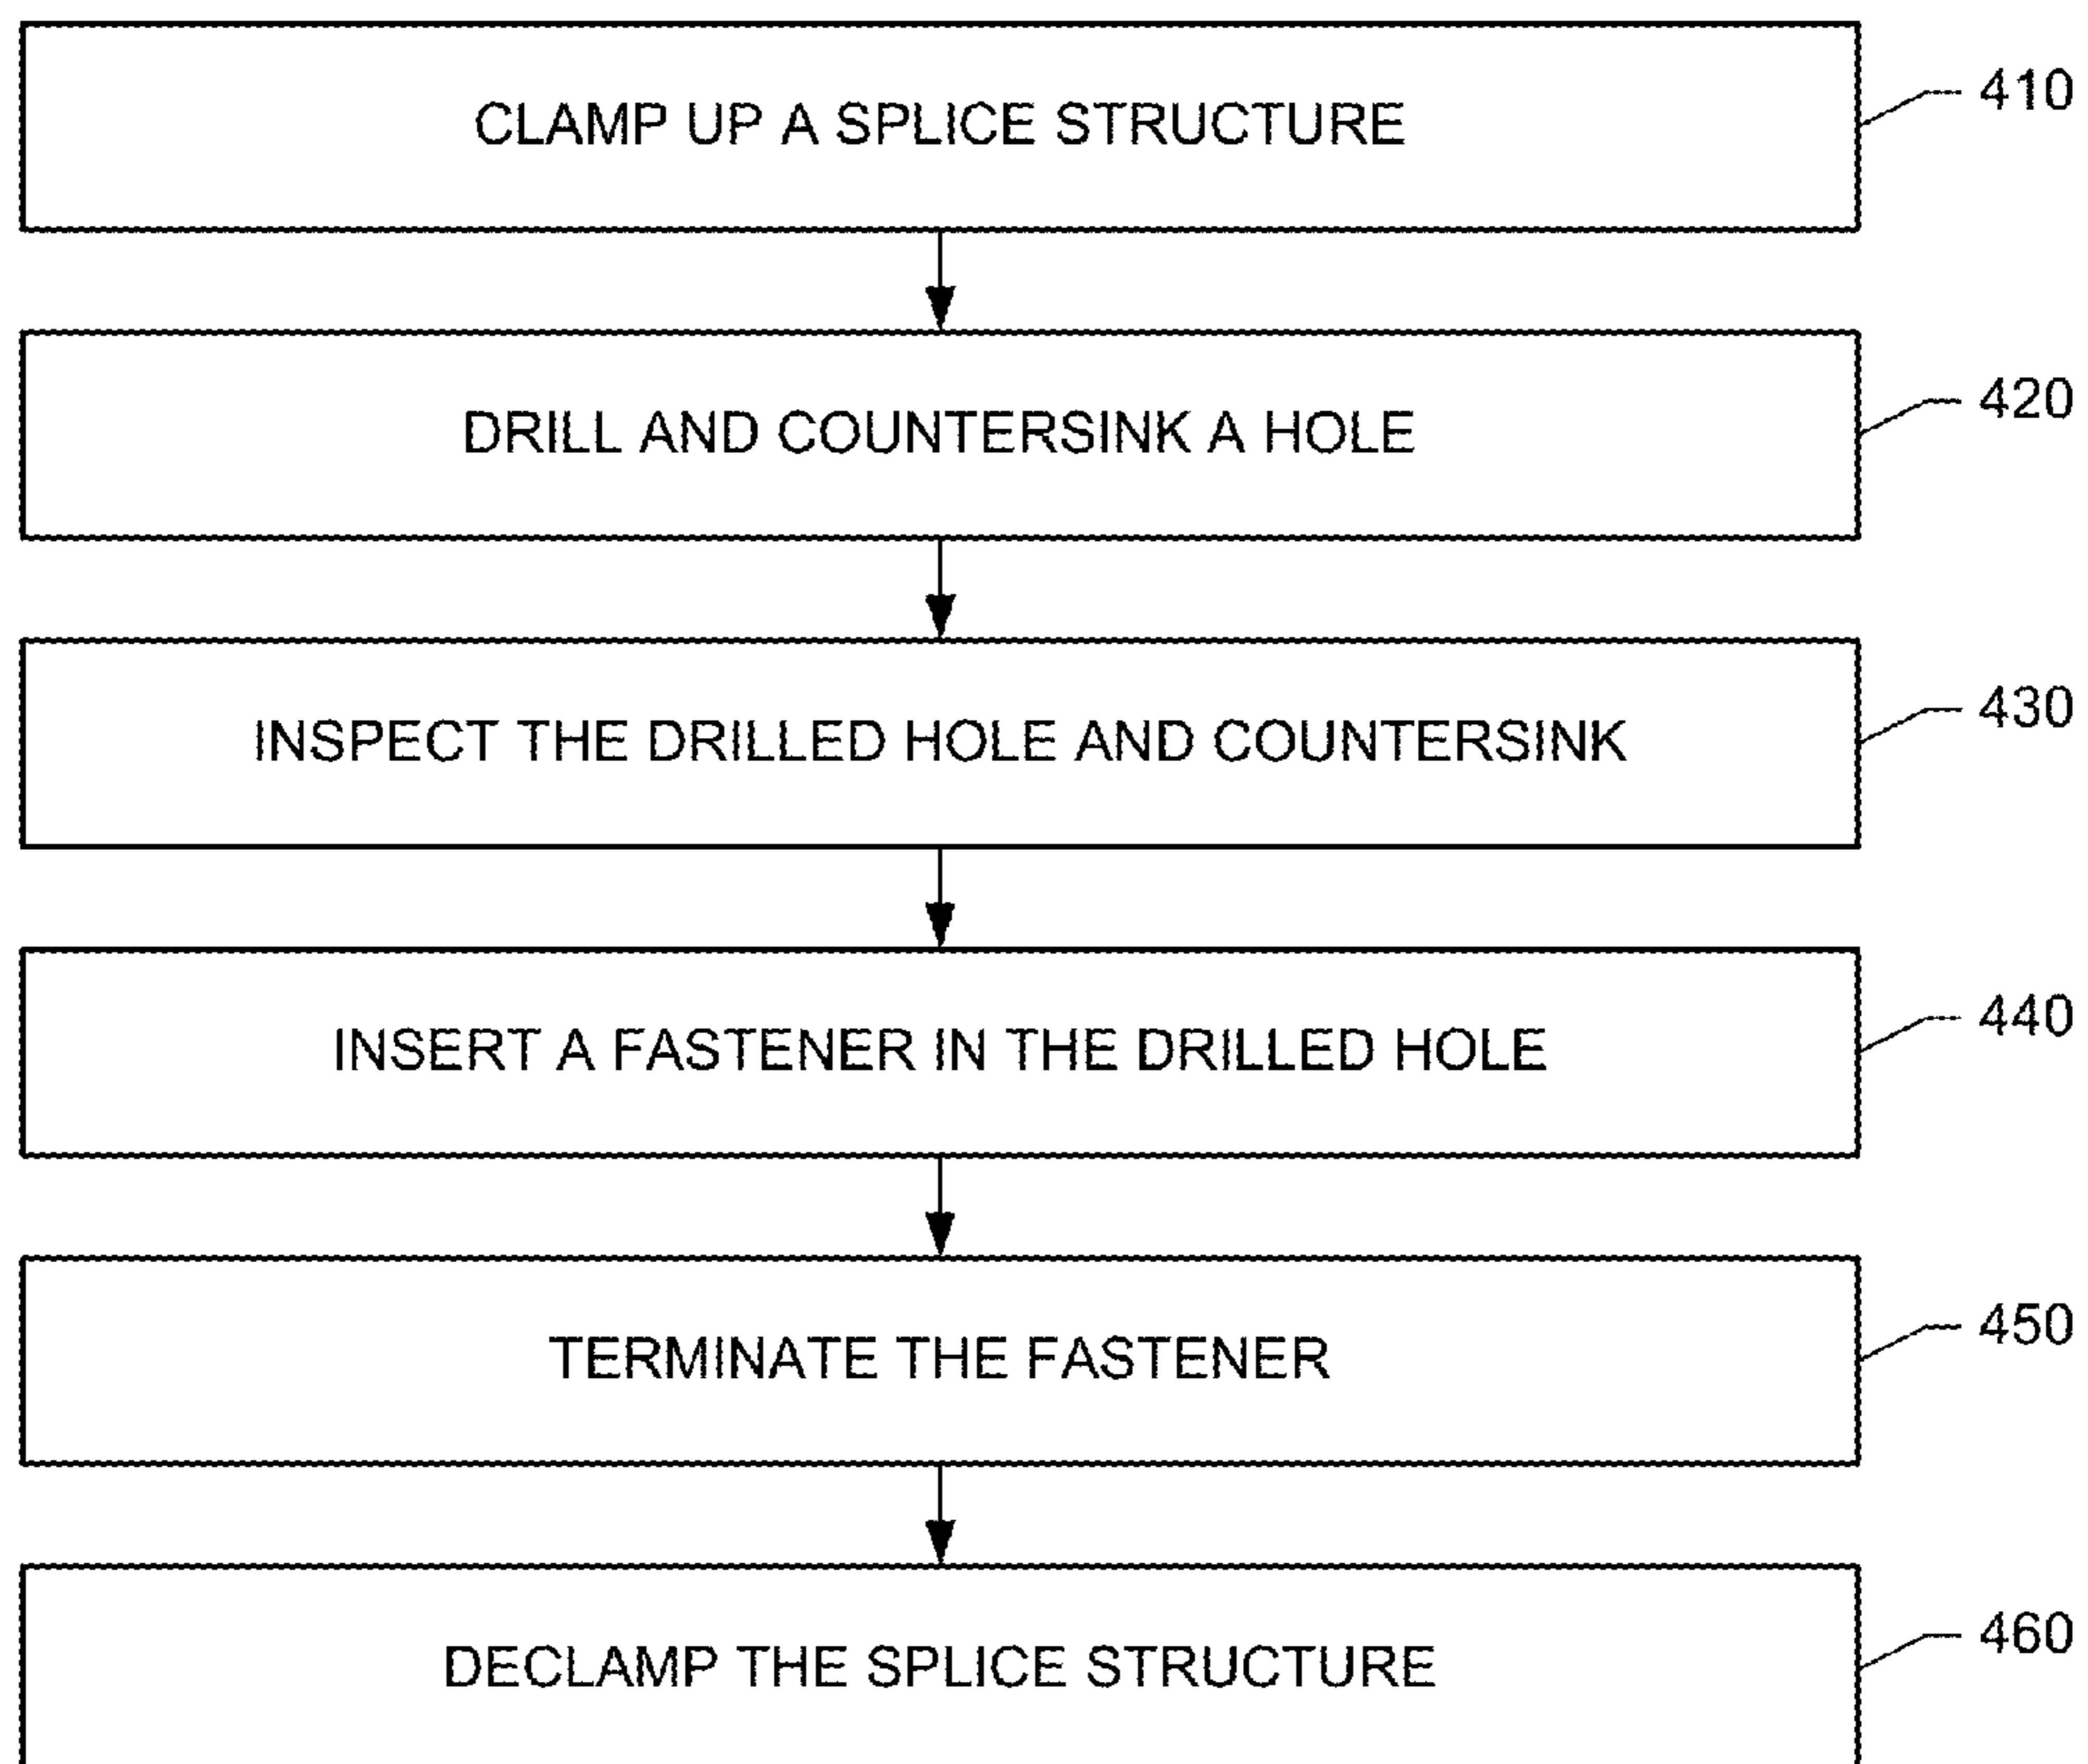 CLAMP UP A SPLICE STRUCTURE
410
DRILL AND COUNTERSINK A HOLE
420
INSPECT THE DRILLED HOLE AND COUNTERSINK
430
INSERT A FASTENER IN THE DRILLED HOLE
440
TERMINATE THE FASTENER
450
DECLAMP THE SPLICE STRUCTURE
460